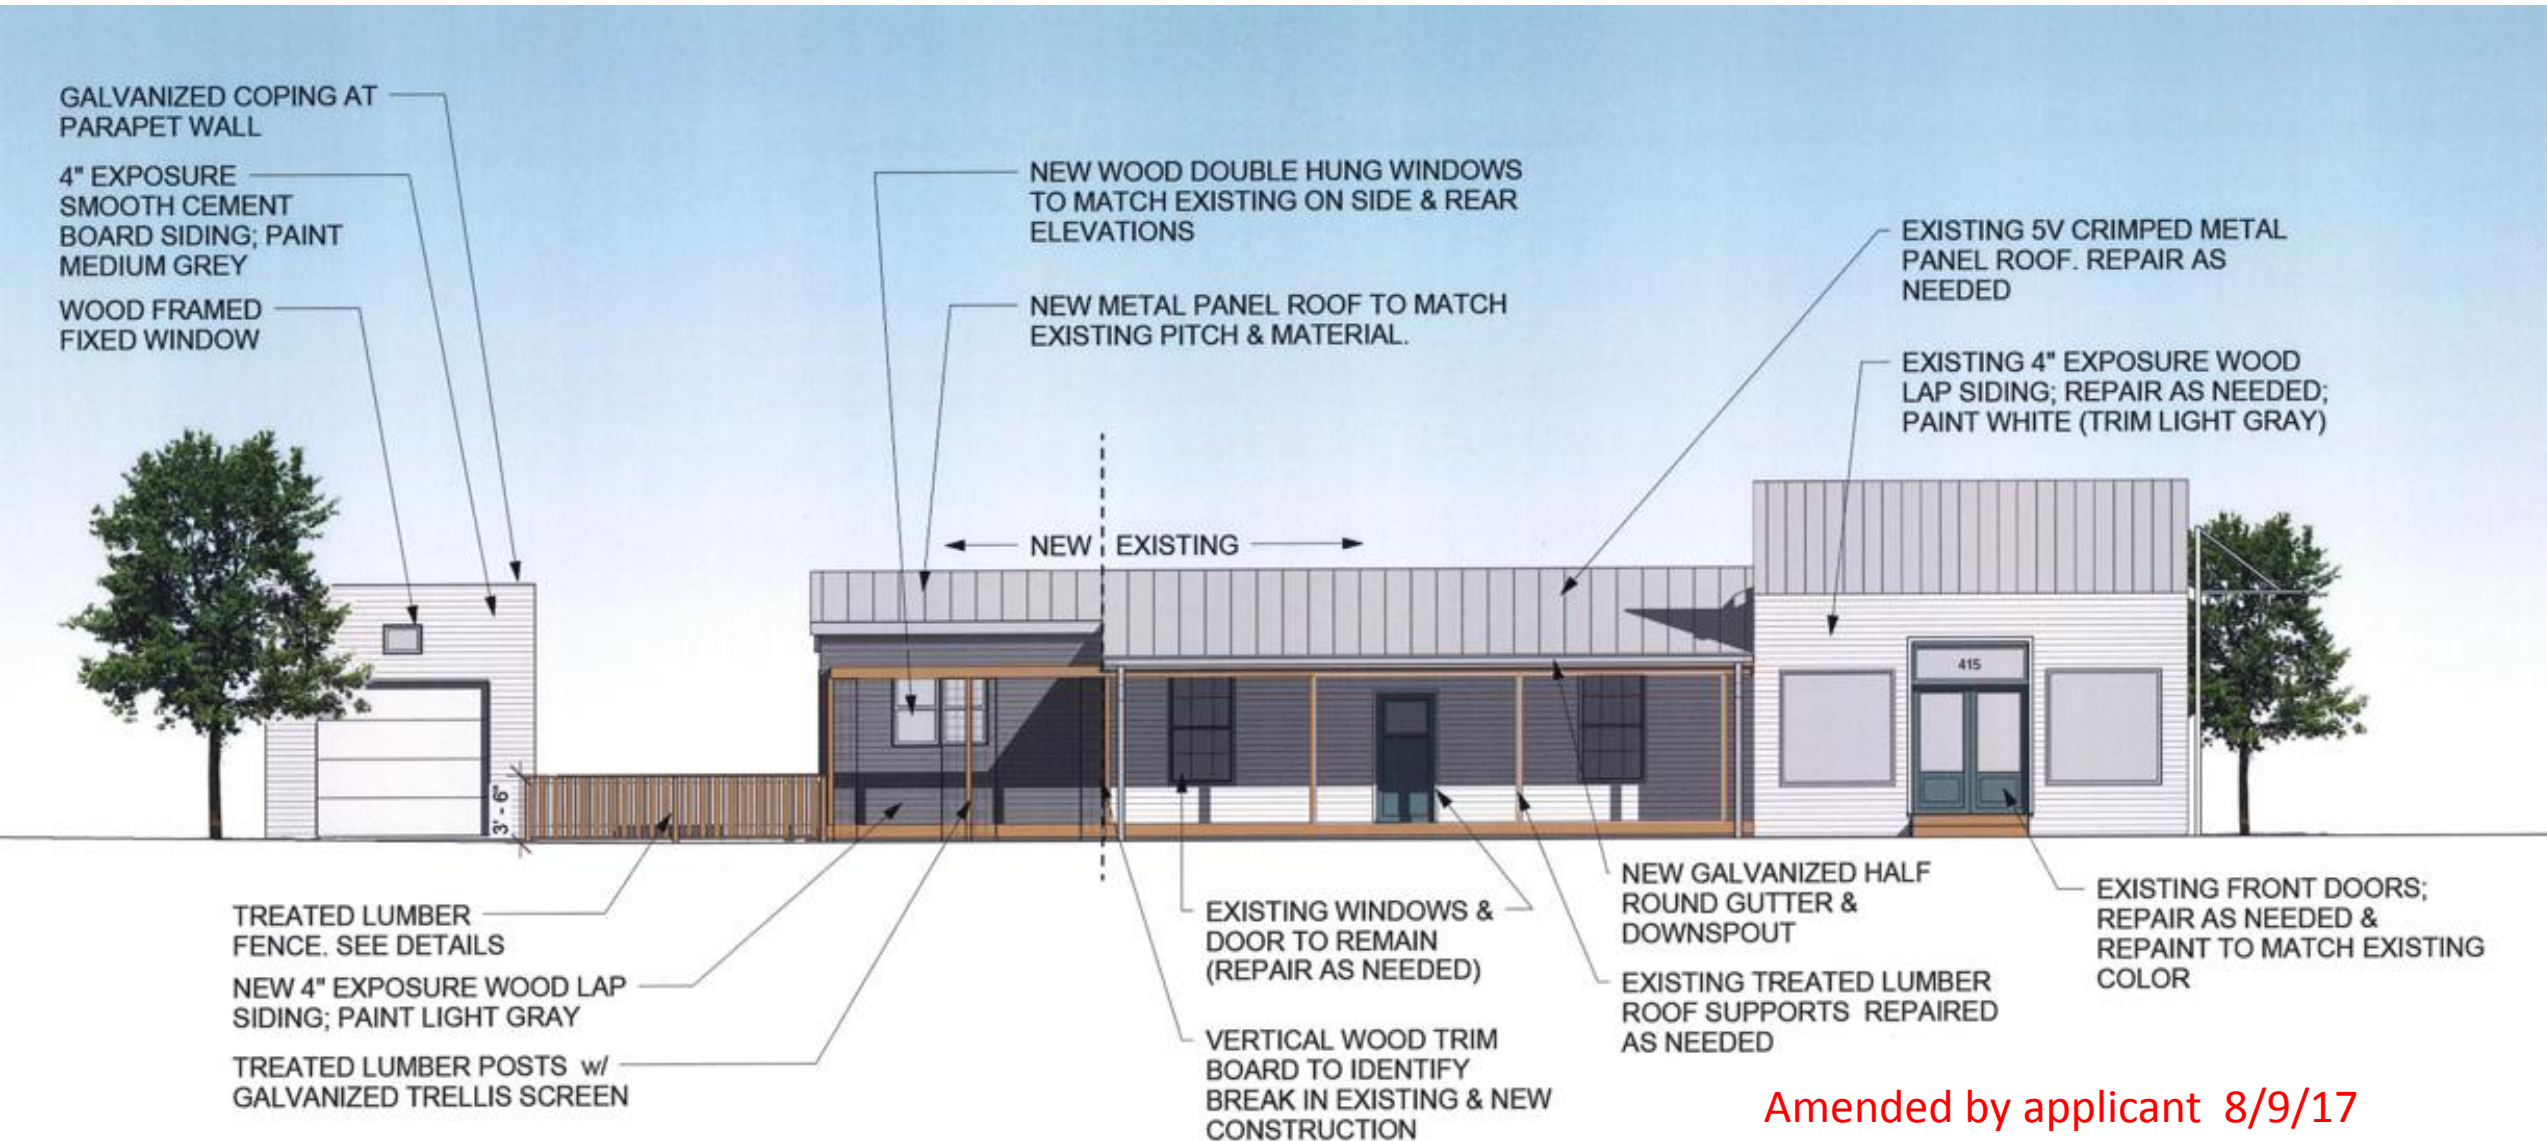 GALVANIZED COPING AT
PARAPET WALL
4" EXPOSURE
SMOOTH CEMENT
BOARD SIDING; PAINT
MEDIUM GREY
WOOD FRAMED
FIXED WINDOW
NEW WOOD DOUBLE HUNG WINDOWS
TO MATCH EXISTING ON SIDE & REAR
ELEVATIONS
NEW METAL PANEL ROOF TO MATCH
EXISTING PITCH & MATERIAL.
EXISTING 5V CRIMPED METAL
PANEL ROOF. REPAIR AS
NEEDED
EXISTING 4" EXPOSURE WOOD
LAP SIDING; REPAIR AS NEEDED;
PAINT WHITE (TRIM LIGHT GRAY)
NEW EXISTING
415
3' - 6"
TREATED LUMBER
FENCE. SEE DETAILS
NEW 4" EXPOSURE WOOD LAP
SIDING; PAINT LIGHT GRAY
TREATED LUMBER POSTS w/
GALVANIZED TRELLIS SCREEN
EXISTING WINDOWS &
DOOR TO REMAIN
(REPAIR AS NEEDED)
VERTICAL WOOD TRIM
BOARD TO IDENTIFY
BREAK IN EXISTING & NEW
CONSTRUCTION
NEW GALVANIZED HALF
ROUND GUTTER &
DOWNSPOUT
EXISTING TREATED LUMBER
ROOF SUPPORTS REPAIRED
AS NEEDED
EXISTING FRONT DOORS;
REPAIR AS NEEDED &
REPAINT TO MATCH EXISTING
COLOR
Amended by applicant 8/9/17